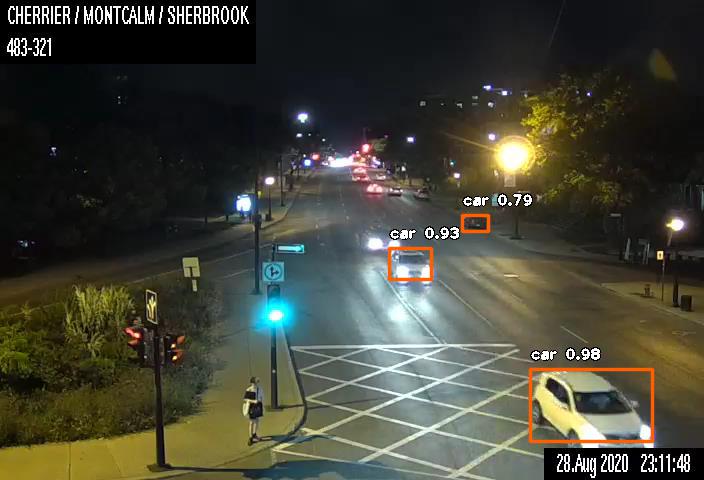 CHERRIER / MONTCALM / SHERBROOK
483-321
car 0.79
car 0.93
car 0.98
28.Aug 2020 23:11:48